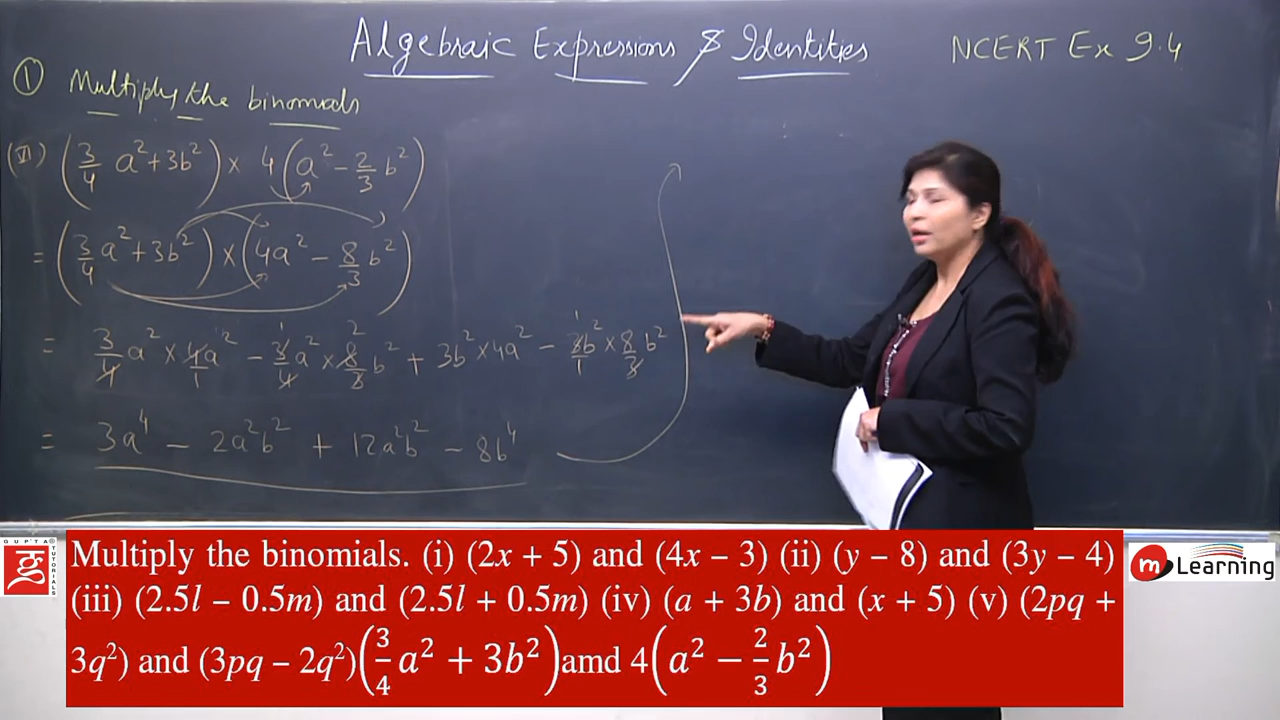 Algebraic Expressions & Identities NCERT Ex 9.4
① Multiply the binomials
(VI) (3/4 a² + 3b²) × 4(a² − 2/3 b²)
= (3/4 a² + 3b²) × (4a² − 8/3 b²)
= 3/4 a² × 4a²/1 − 3/4 a² × 8/3 b² + 3b² × 4a² − 3b²/1 × 8/3 b²
= 3a⁴ − 2a²b² + 12a²b² − 8b⁴
GUPTA®
TUTORIALS
Multiply the binomials. (i) (2x + 5) and (4x – 3) (ii) (y – 8) and (3y – 4)
(iii) (2.5l – 0.5m) and (2.5l + 0.5m) (iv) (a + 3b) and (x + 5) (v) (2pq +
3q²) and (3pq – 2q²)(3/4 a² + 3b²)amd 4(a² − 2/3 b²)
m Learning